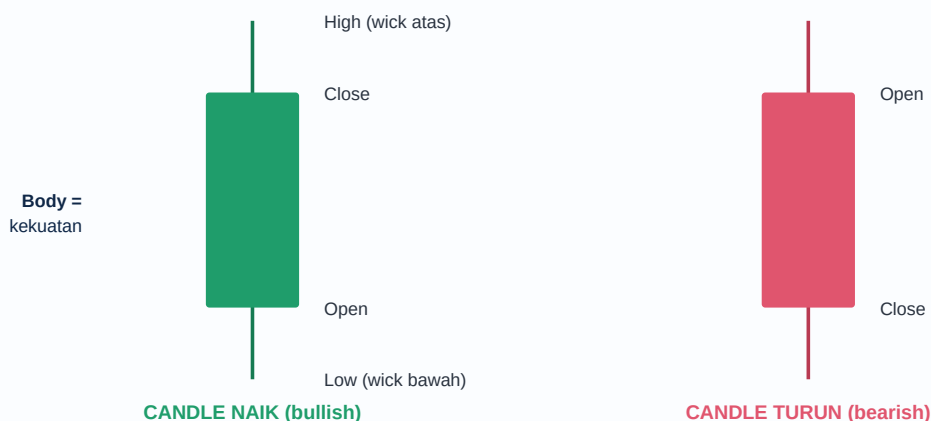 High (wick atas)
Close
Open
Body =
kekuatan
Open
Close
Low (wick bawah)
CANDLE NAIK (bullish)
CANDLE TURUN (bearish)